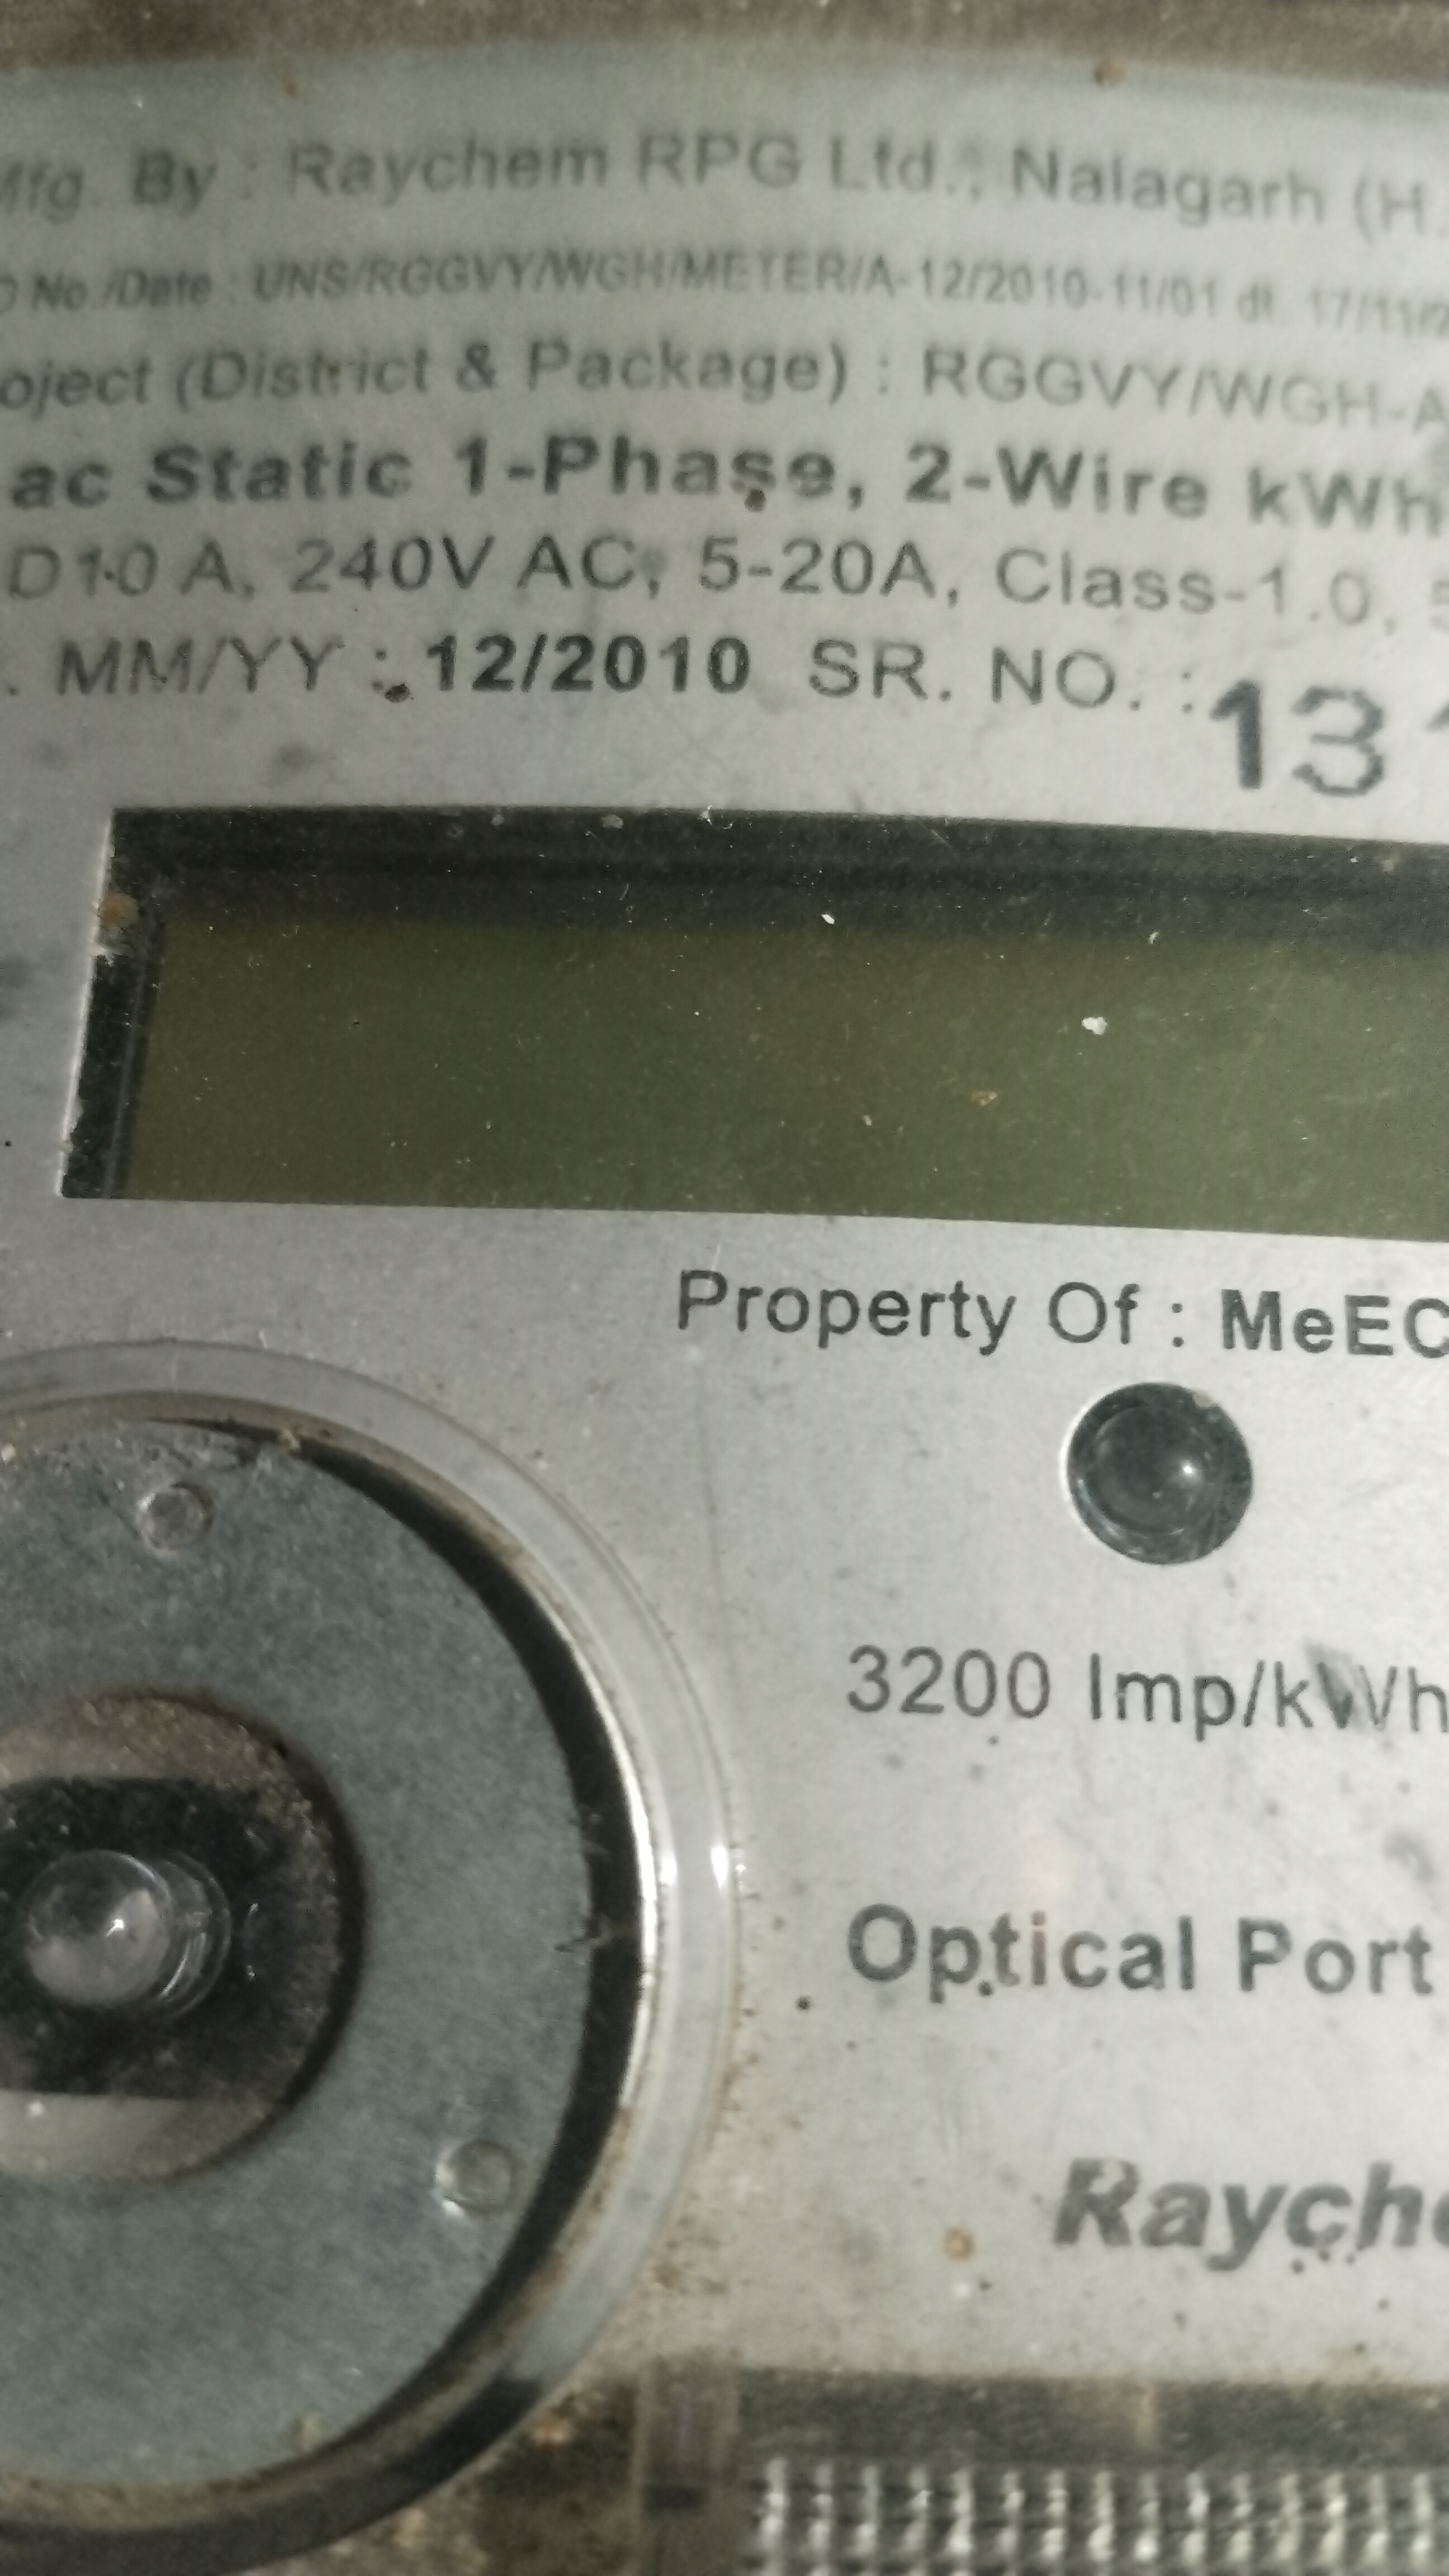 Mfg. By : Raychem RPG Ltd., Nalagarh (H.
No./Date : UNS/RGGVY/WGH/METER/A-12/2010-11/01 dt. 17/11/
oject (District & Package) : RGGVY/WGH-A
ac Static 1-Phase, 2-Wire kWh
D10 A, 240V AC, 5-20A, Class-1.0,
. MM/YY : 12/2010 SR. NO. : 13
Property Of : MeEC
3200 Imp/kWh
Optical Port
Rayche